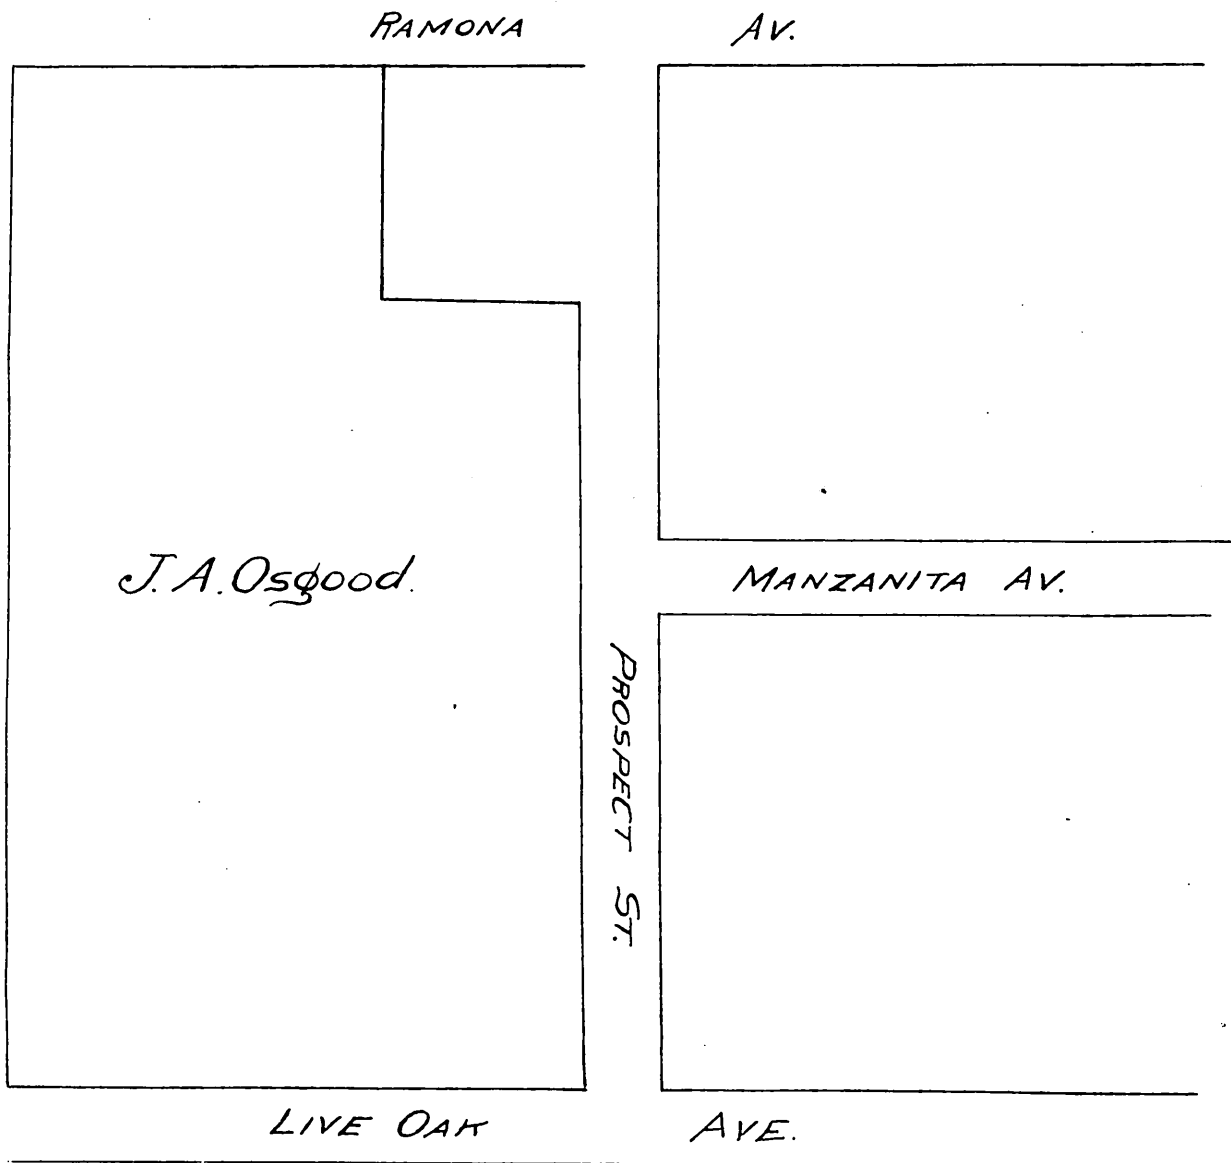 RAMONA AV.
J.A. Osgood.
MANZANITA AV.
PROSPECT ST.
LIVE OAK AVE.